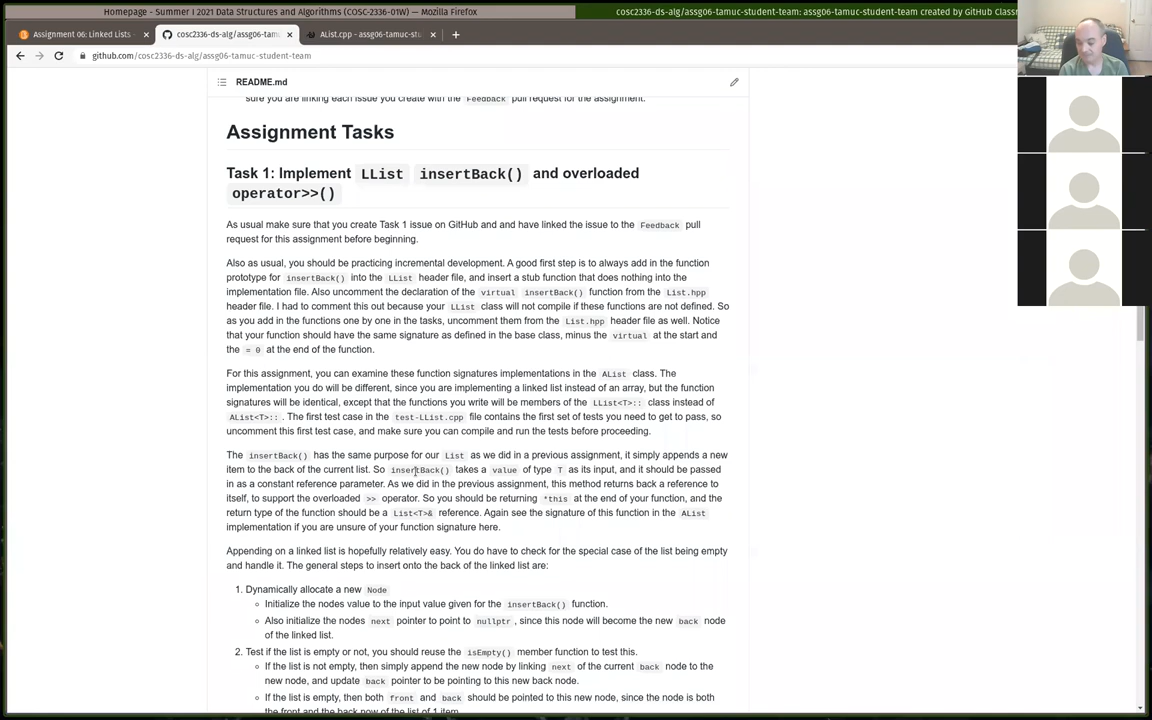 Homepage - Summer I 2021 Data Structures and Algorithms (COSC-2336-01W) — Mozilla Firefox
cosc2336-ds-alg/assg06-tamuc-student-team: assg06-tamuc-student-team created by GitHub Classr
Assignment 06: Linked Lists
cosc2336-ds-alg/assg06-tamu
AList.cpp - assg06-tamuc-stu
github.com/cosc2336-ds-alg/assg06-tamuc-student-team
README.md
sure you are linking each issue you create with the Feedback pull request for the assignment.
Assignment Tasks
Task 1: Implement LList insertBack() and overloaded
operator>>()
As usual make sure that you create Task 1 issue on GitHub and and have linked the issue to the Feedback pull
request for this assignment before beginning.
Also as usual, you should be practicing incremental development. A good first step is to always add in the function
prototype for insertBack() into the LList header file, and insert a stub function that does nothing into the
implementation file. Also uncomment the declaration of the virtual insertBack() function from the List.hpp
header file. I had to comment this out because your LList class will not compile if these functions are not defined. So
as you add in the functions one by one in the tasks, uncomment them from the List.hpp header file as well. Notice
that your function should have the same signature as defined in the base class, minus the virtual at the start and
the = 0 at the end of the function.
For this assignment, you can examine these function signatures implementations in the AList class. The
implementation you do will be different, since you are implementing a linked list instead of an array, but the function
signatures will be identical, except that the functions you write will be members of the LList<T>:: class instead of
AList<T>:: . The first test case in the test-LList.cpp file contains the first set of tests you need to get to pass, so
uncomment this first test case, and make sure you can compile and run the tests before proceeding.
The insertBack() has the same purpose for our List as we did in a previous assignment, it simply appends a new
item to the back of the current list. So insertBack() takes a value of type T as its input, and it should be passed
in as a constant reference parameter. As we did in the previous assignment, this method returns back a reference to
itself, to support the overloaded >> operator. So you should be returning *this at the end of your function, and the
return type of the function should be a List<T>& reference. Again see the signature of this function in the AList
implementation if you are unsure of your function signature here.
Appending on a linked list is hopefully relatively easy. You do have to check for the special case of the list being empty
and handle it. The general steps to insert onto the back of the linked list are:
1. Dynamically allocate a new Node
◦ Initialize the nodes value to the input value given for the insertBack() function.
◦ Also initialize the nodes next pointer to point to nullptr , since this node will become the new back node
of the linked list.
2. Test if the list is empty or not, you should reuse the isEmpty() member function to test this.
◦ If the list is not empty, then simply append the new node by linking next of the current back node to the
new node, and update back pointer to be pointing to this new back node.
◦ If the list is empty, then both front and back should be pointed to this new node, since the node is both
the front and the back now of the list of 1 item.